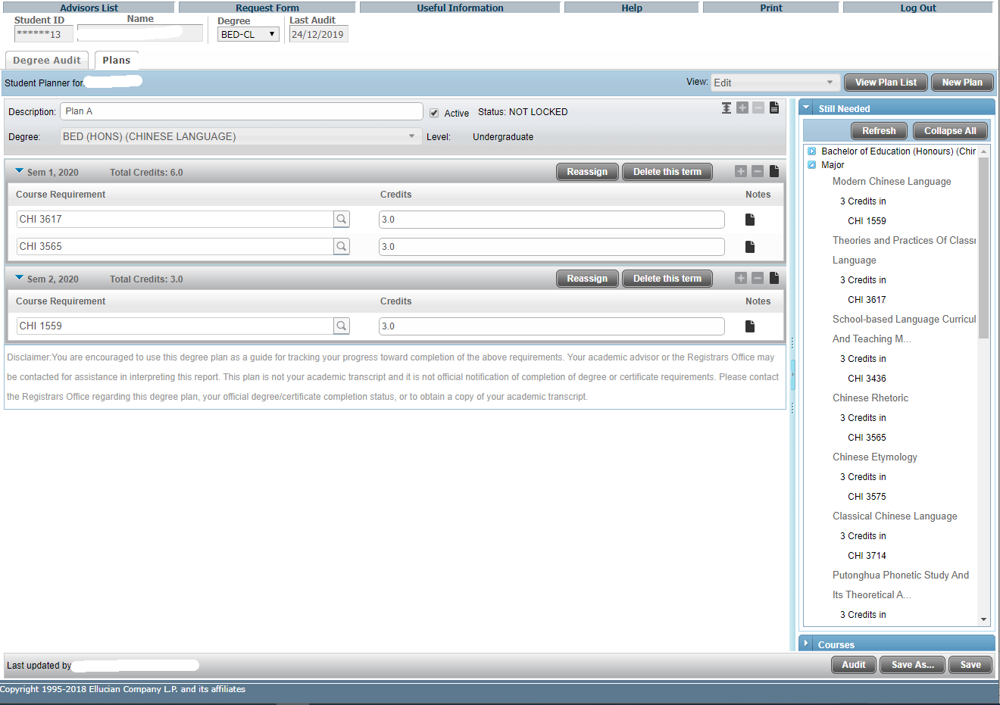 Advisors List Request Form Useful Information Help Print Log Out
Student ID Name Degree Last Audit
******13 BED-CL 24/12/2019
Degree Audit Plans
Student Planner for View: Edit View Plan List New Plan
Description: Plan A Active Status: NOT LOCKED
Degree: BED (HONS) (CHINESE LANGUAGE) Level: Undergraduate
Sem 1, 2020 Total Credits: 6.0 Reassign Delete this term
Course Requirement Credits Notes
CHI 3617 3.0
CHI 3565 3.0
Sem 2, 2020 Total Credits: 3.0 Reassign Delete this term
Course Requirement Credits Notes
CHI 1559 3.0
Disclaimer:You are encouraged to use this degree plan as a guide for tracking your progress toward completion of the above requirements. Your academic advisor or the Registrars Office may
be contacted for assistance in interpreting this report. This plan is not your academic transcript and it is not official notification of completion of degree or certificate requirements. Please contact
the Registrars Office regarding this degree plan, your official degree/certificate completion status, or to obtain a copy of your academic transcript.
Still Needed
Refresh Collapse All
Bachelor of Education (Honours) (Chir
Major
Modern Chinese Language
3 Credits in
CHI 1559
Theories and Practices Of Classr
Language
3 Credits in
CHI 3617
School-based Language Curricul
And Teaching M...
3 Credits in
CHI 3436
Chinese Rhetoric
3 Credits in
CHI 3565
Chinese Etymology
3 Credits in
CHI 3575
Classical Chinese Language
3 Credits in
CHI 3714
Putonghua Phonetic Study And
Its Theoretical A...
3 Credits in
Courses
Last updated by Audit Save As... Save
Copyright 1995-2018 Ellucian Company L.P. and its affiliates